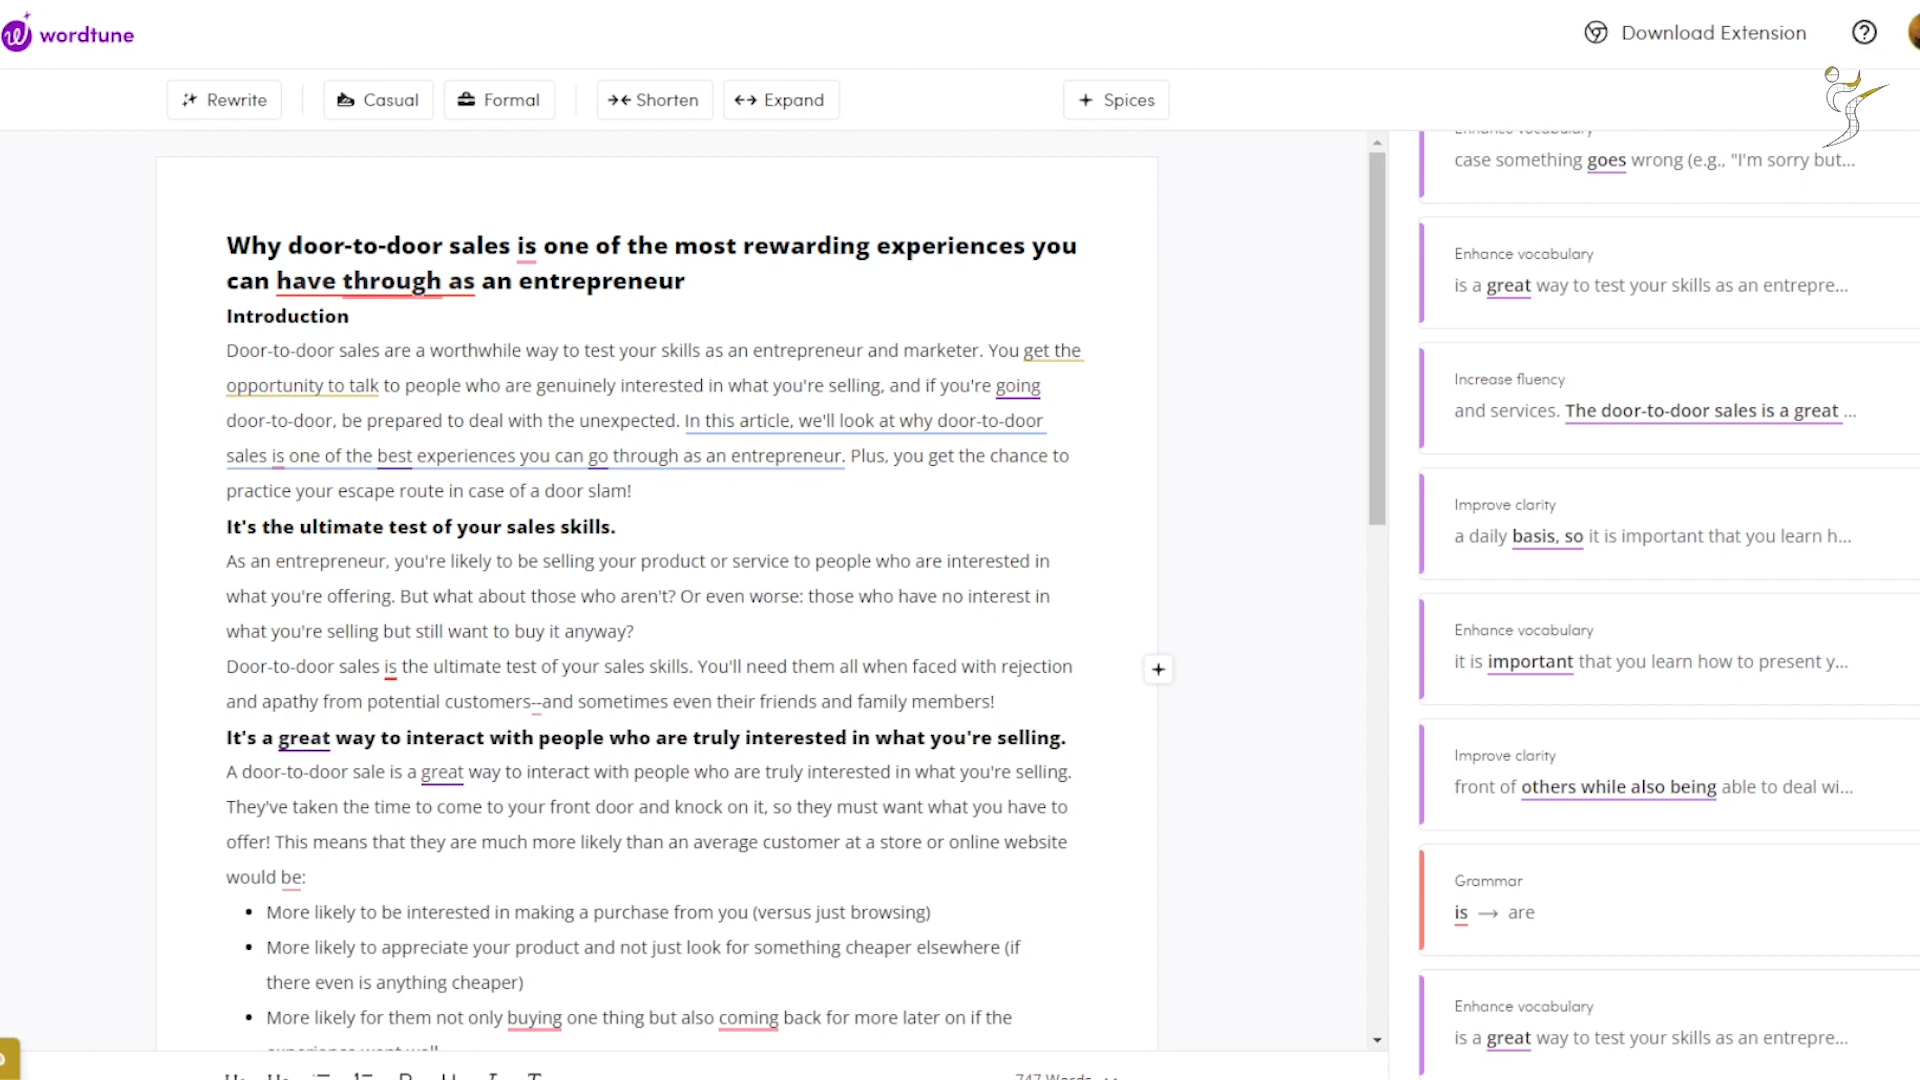 wordtune
Download Extension
Rewrite
Casual
Formal
Shorten
Expand
Spices
Why door-to-door sales is one of the most rewarding experiences you
can have through as an entrepreneur
Introduction
Door-to-door sales are a worthwhile way to test your skills as an entrepreneur and marketer. You get the
opportunity to talk to people who are genuinely interested in what you're selling, and if you're going
door-to-door, be prepared to deal with the unexpected. In this article, we'll look at why door-to-door
sales is one of the best experiences you can go through as an entrepreneur. Plus, you get the chance to
practice your escape route in case of a door slam!
It's the ultimate test of your sales skills.
As an entrepreneur, you're likely to be selling your product or service to people who are interested in
what you're offering. But what about those who aren't? Or even worse: those who have no interest in
what you're selling but still want to buy it anyway?
Door-to-door sales is the ultimate test of your sales skills. You'll need them all when faced with rejection
and apathy from potential customers--and sometimes even their friends and family members!
It's a great way to interact with people who are truly interested in what you're selling.
A door-to-door sale is a great way to interact with people who are truly interested in what you're selling.
They've taken the time to come to your front door and knock on it, so they must want what you have to
offer! This means that they are much more likely than an average customer at a store or online website
would be:
• More likely to be interested in making a purchase from you (versus just browsing)
• More likely to appreciate your product and not just look for something cheaper elsewhere (if
there even is anything cheaper)
• More likely for them not only buying one thing but also coming back for more later on if the
experience went well
747 Words
Enhance vocabulary
case something goes wrong (e.g., "I'm sorry but...
Enhance vocabulary
is a great way to test your skills as an entrepre...
Increase fluency
and services. The door-to-door sales is a great ...
Improve clarity
a daily basis, so it is important that you learn h...
Enhance vocabulary
it is important that you learn how to present y...
Improve clarity
front of others while also being able to deal wi...
Grammar
is → are
Enhance vocabulary
is a great way to test your skills as an entrepre...